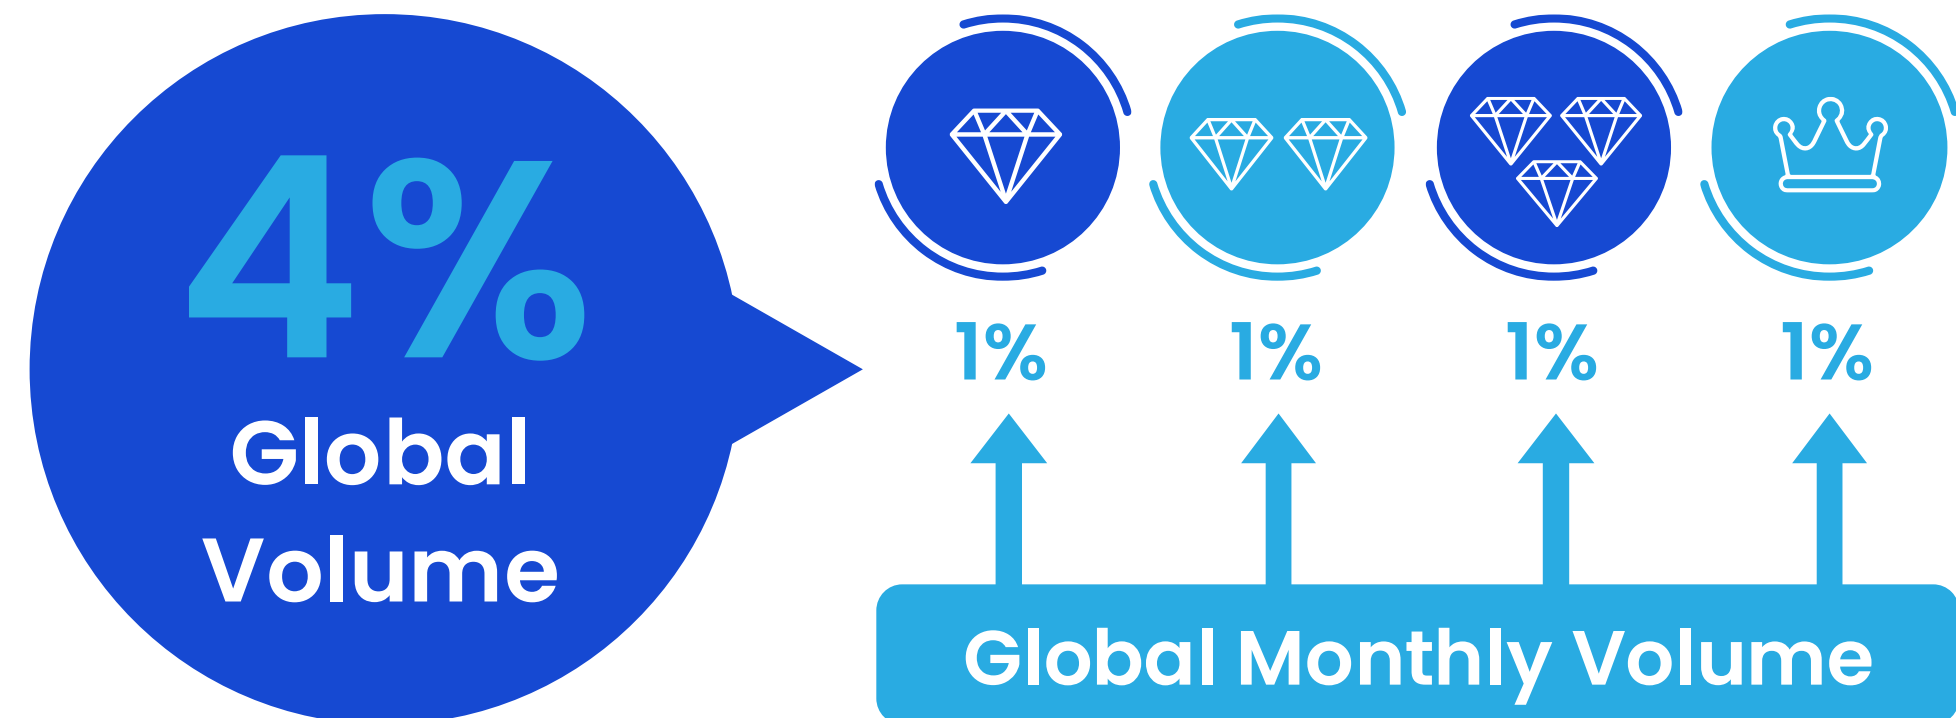 4%
Global
Volume
1% 1% 1% 1%
Global Monthly Volume